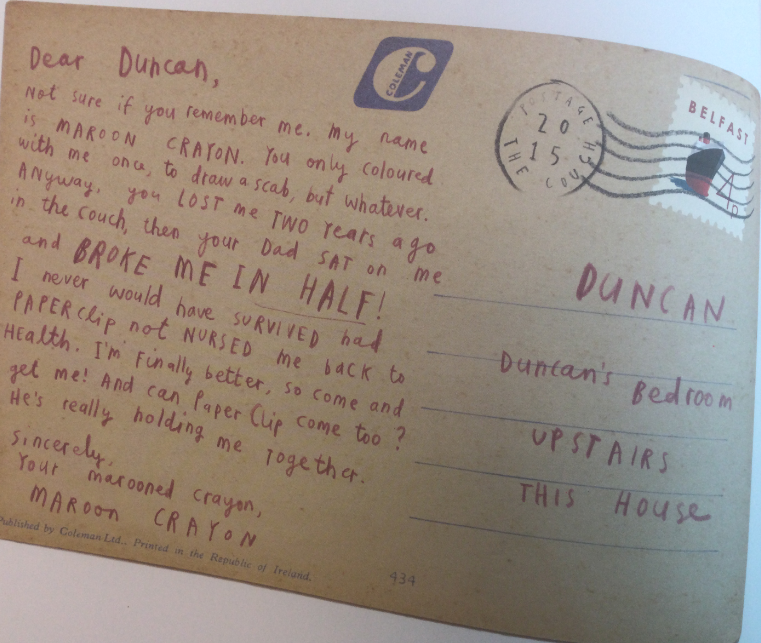 Dear Duncan,
Not sure if you remember me. My name
is MAROON CRAYON. You only coloured
with me once, to draw a scab, but whatever.
ANyway, you LOST me TWO Years ago
in the couch, then your Dad SAT on me
and BROKE ME IN HALF!
I never would have SURVIVED had
PAPERClip not NURSED me back to
Health. I'm Finally better, so come and
get me! And can Paper Clip come too?
He's really holding me Together.
Sincerely,
Your marooned crayon,
MAROON CRAYON
Published by Coleman Ltd.. Printed in the Republic of Ireland.
434
COLEMAN
POSTAGE
20
15
THE COUCH
BELFAST
4p
DUNCAN
Duncan's Bedroom
UPSTAIRS
THIS HOUSe